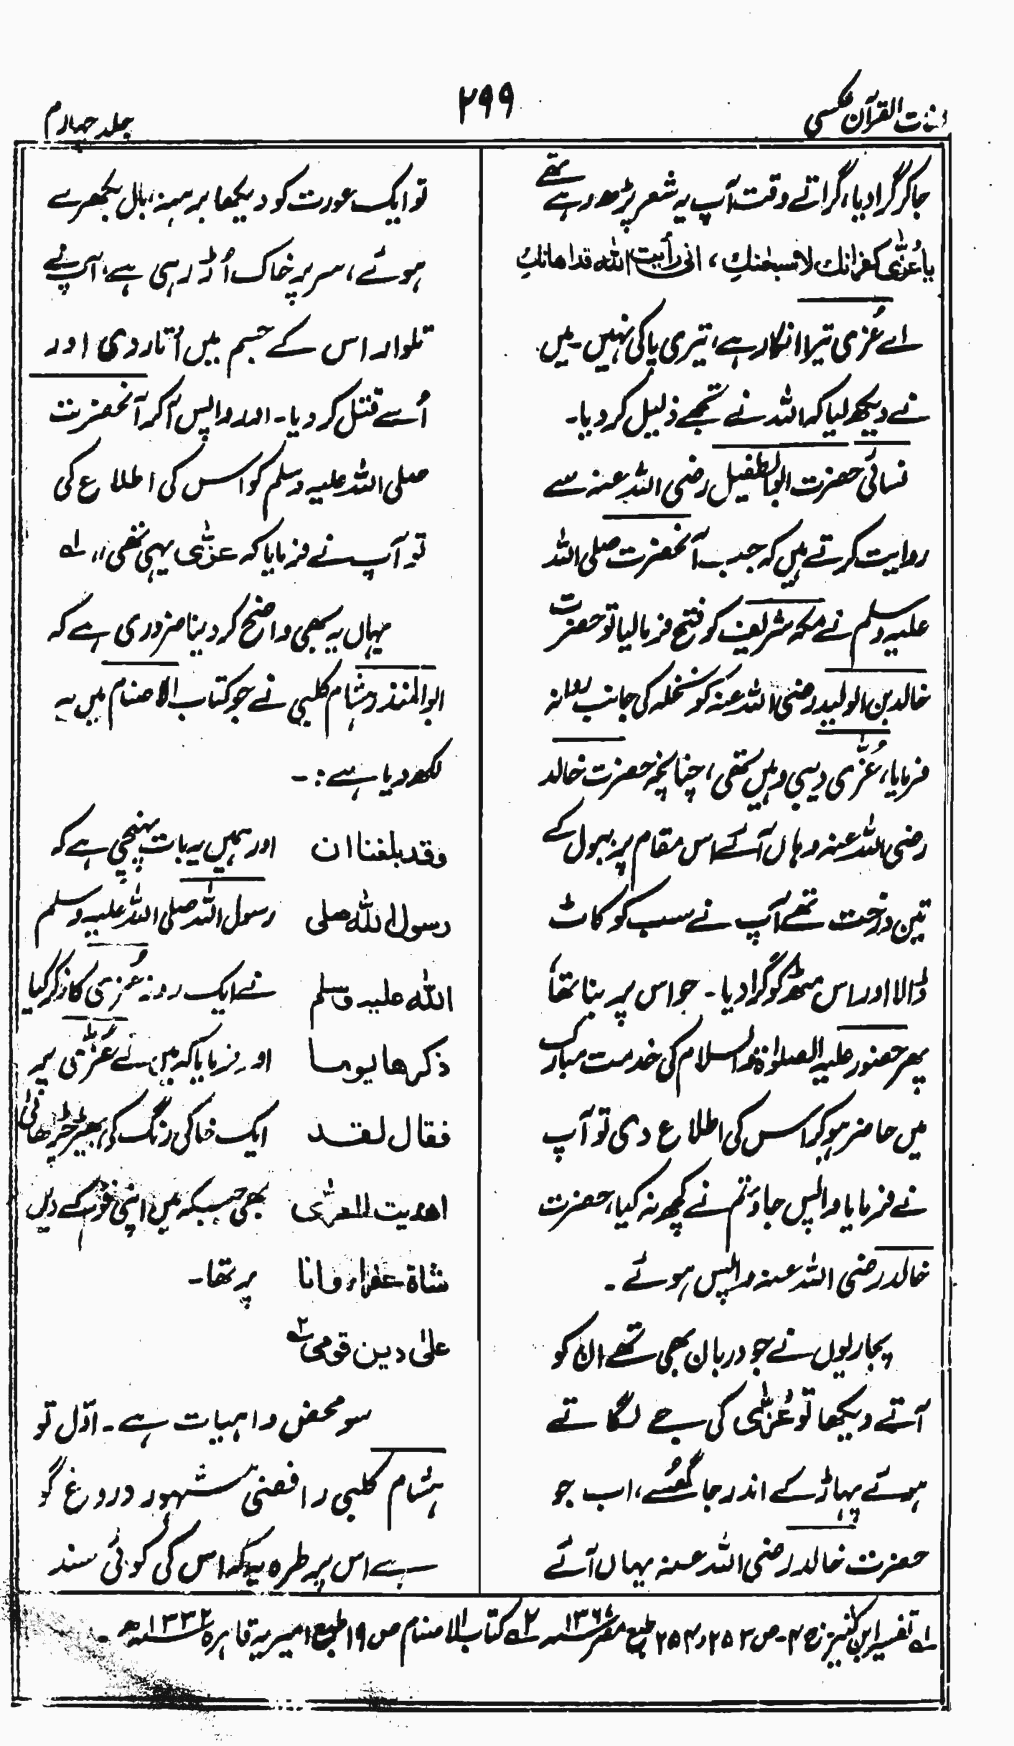 لغات القرآن عکسی
۲۹۹
جلد چہارم
جا کر گرا دیا، گراتے وقت آپ یہ شعر پڑھ رہے تھے
یا عُزّٰی کفرانك لا سبحٰنكِ ، انی رأیت اللہ قد اھانكِ
اے عُزی تیرا انکار ہے، تیری پاکی نہیں۔ میں
نے دیکھ لیا کہ اللہ نے تجھے ذلیل کر دیا۔
نسائی حضرت ابوالطفیل رضی اللہ عنہ سے
روایت کرتے ہیں کہ جب آنحضرت صلی اللہ
علیہ وسلم نے مکہ شریف کو فتح فرما لیا تو حضرت
خالد بن الولید رضی اللہ عنہ کو نخلہ کی جانب روانہ
فرمایا، عُزّٰی وہیں تھی، چنانچہ حضرت خالد
رضی اللہ عنہ وہاں آئے اس مقام پر ببول کے
تین درخت تھے آپ نے سب کو کاٹ
ڈالا اور اس مٹھ کو گرا دیا۔ جو اس پر بنا تھا
پھر حضور علیہ الصلوٰۃ والسلام کی خدمت مبارک
میں حاضر ہو کر اس کی اطلاع دی تو آپ
نے فرمایا واپس جاؤ تم نے کچھ نہ کیا، حضرت
خالد رضی اللہ عنہ واپس ہوئے ۔
پجاریوں نے جو دربان بھی تھے ان کو
آتے دیکھا تو عُزّٰی کی جے لگاتے
ہوئے پہاڑ کے اندر جا گھُسے، اب جو
حضرت خالد رضی اللہ عنہ یہاں آئے
تو ایک عورت کو دیکھا برہنہ، بال بکھرے
ہوئے، سر پر خاک اُڑ رہی ہے، آپ نے
تلوار اس کے جسم میں اُتار دی اور
اُسے قتل کر دیا۔ اور واپس آ کر آنحضرت
صلی اللہ علیہ وسلم کو اس کی اطلاع کی
تو آپ نے فرمایا کہ عزّٰی یہی تھی،، لہ
یہاں یہ بھی واضح کر دینا ضروری ہے کہ
ابوالمنذر ہشام کلبی نے جو کتاب الاصنام میں یہ
لکھ دیا ہے :۔
وقد بلغنا ان اور ہمیں یہ بات پہنچی ہے کہ
رسول اللہ صلی رسول اللہ صلی اللہ علیہ وسلم
اللہ علیہ وسلم نے ایک روز عُزی کا ذکر کیا
ذکرھا یوما اور فرمایا کہ میں نے عُزّٰی پر
فقال لقد ایک خاکی رنگ کی بھیڑ چڑھائی
اھدیت للعزّٰی تھی جبکہ میں اپنی قوم کے دین
شاۃ عفراء وانا پر تھا۔
علیٰ دین قومی ۲ہ
سو محض واہیات ہے۔ اوّل تو
ہشام کلبی رافضی مشہور دروغ گو
ہے اس پر طرہ یہ کہ اس کی کوئی سند
لہ تفسیر ابن کثیر ج ۴۔ ص ۲۵۳ و ۲۵۴ طبع مصر ۲ہ کتاب الاصنام ص ۱۹ طبع امیریہ قاہرہ ۱۳۳۲ھ ۔